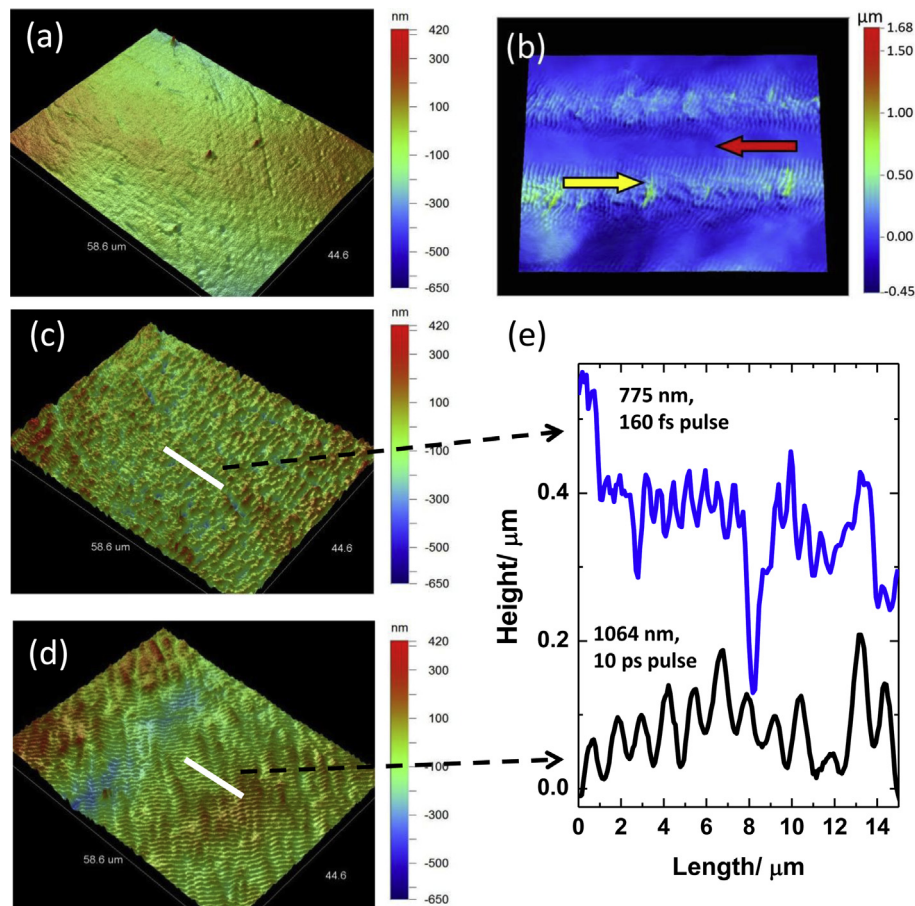 (a)
58.6 um
44.6
nm
420
300
100
-100
-300
-500
-650
(b)
μm
1.68
1.50
1.00
0.50
0.00
-0.45
(c)
58.6 um
44.6
nm
420
300
100
-100
-300
-500
-650
(d)
58.6 um
44.6
nm
420
300
100
-100
-300
-500
-650
(e)
775 nm,
160 fs pulse
1064 nm,
10 ps pulse
Height/ μm
0.4
0.2
0.0
0 2 4 6 8 10 12 14
Length/ μm